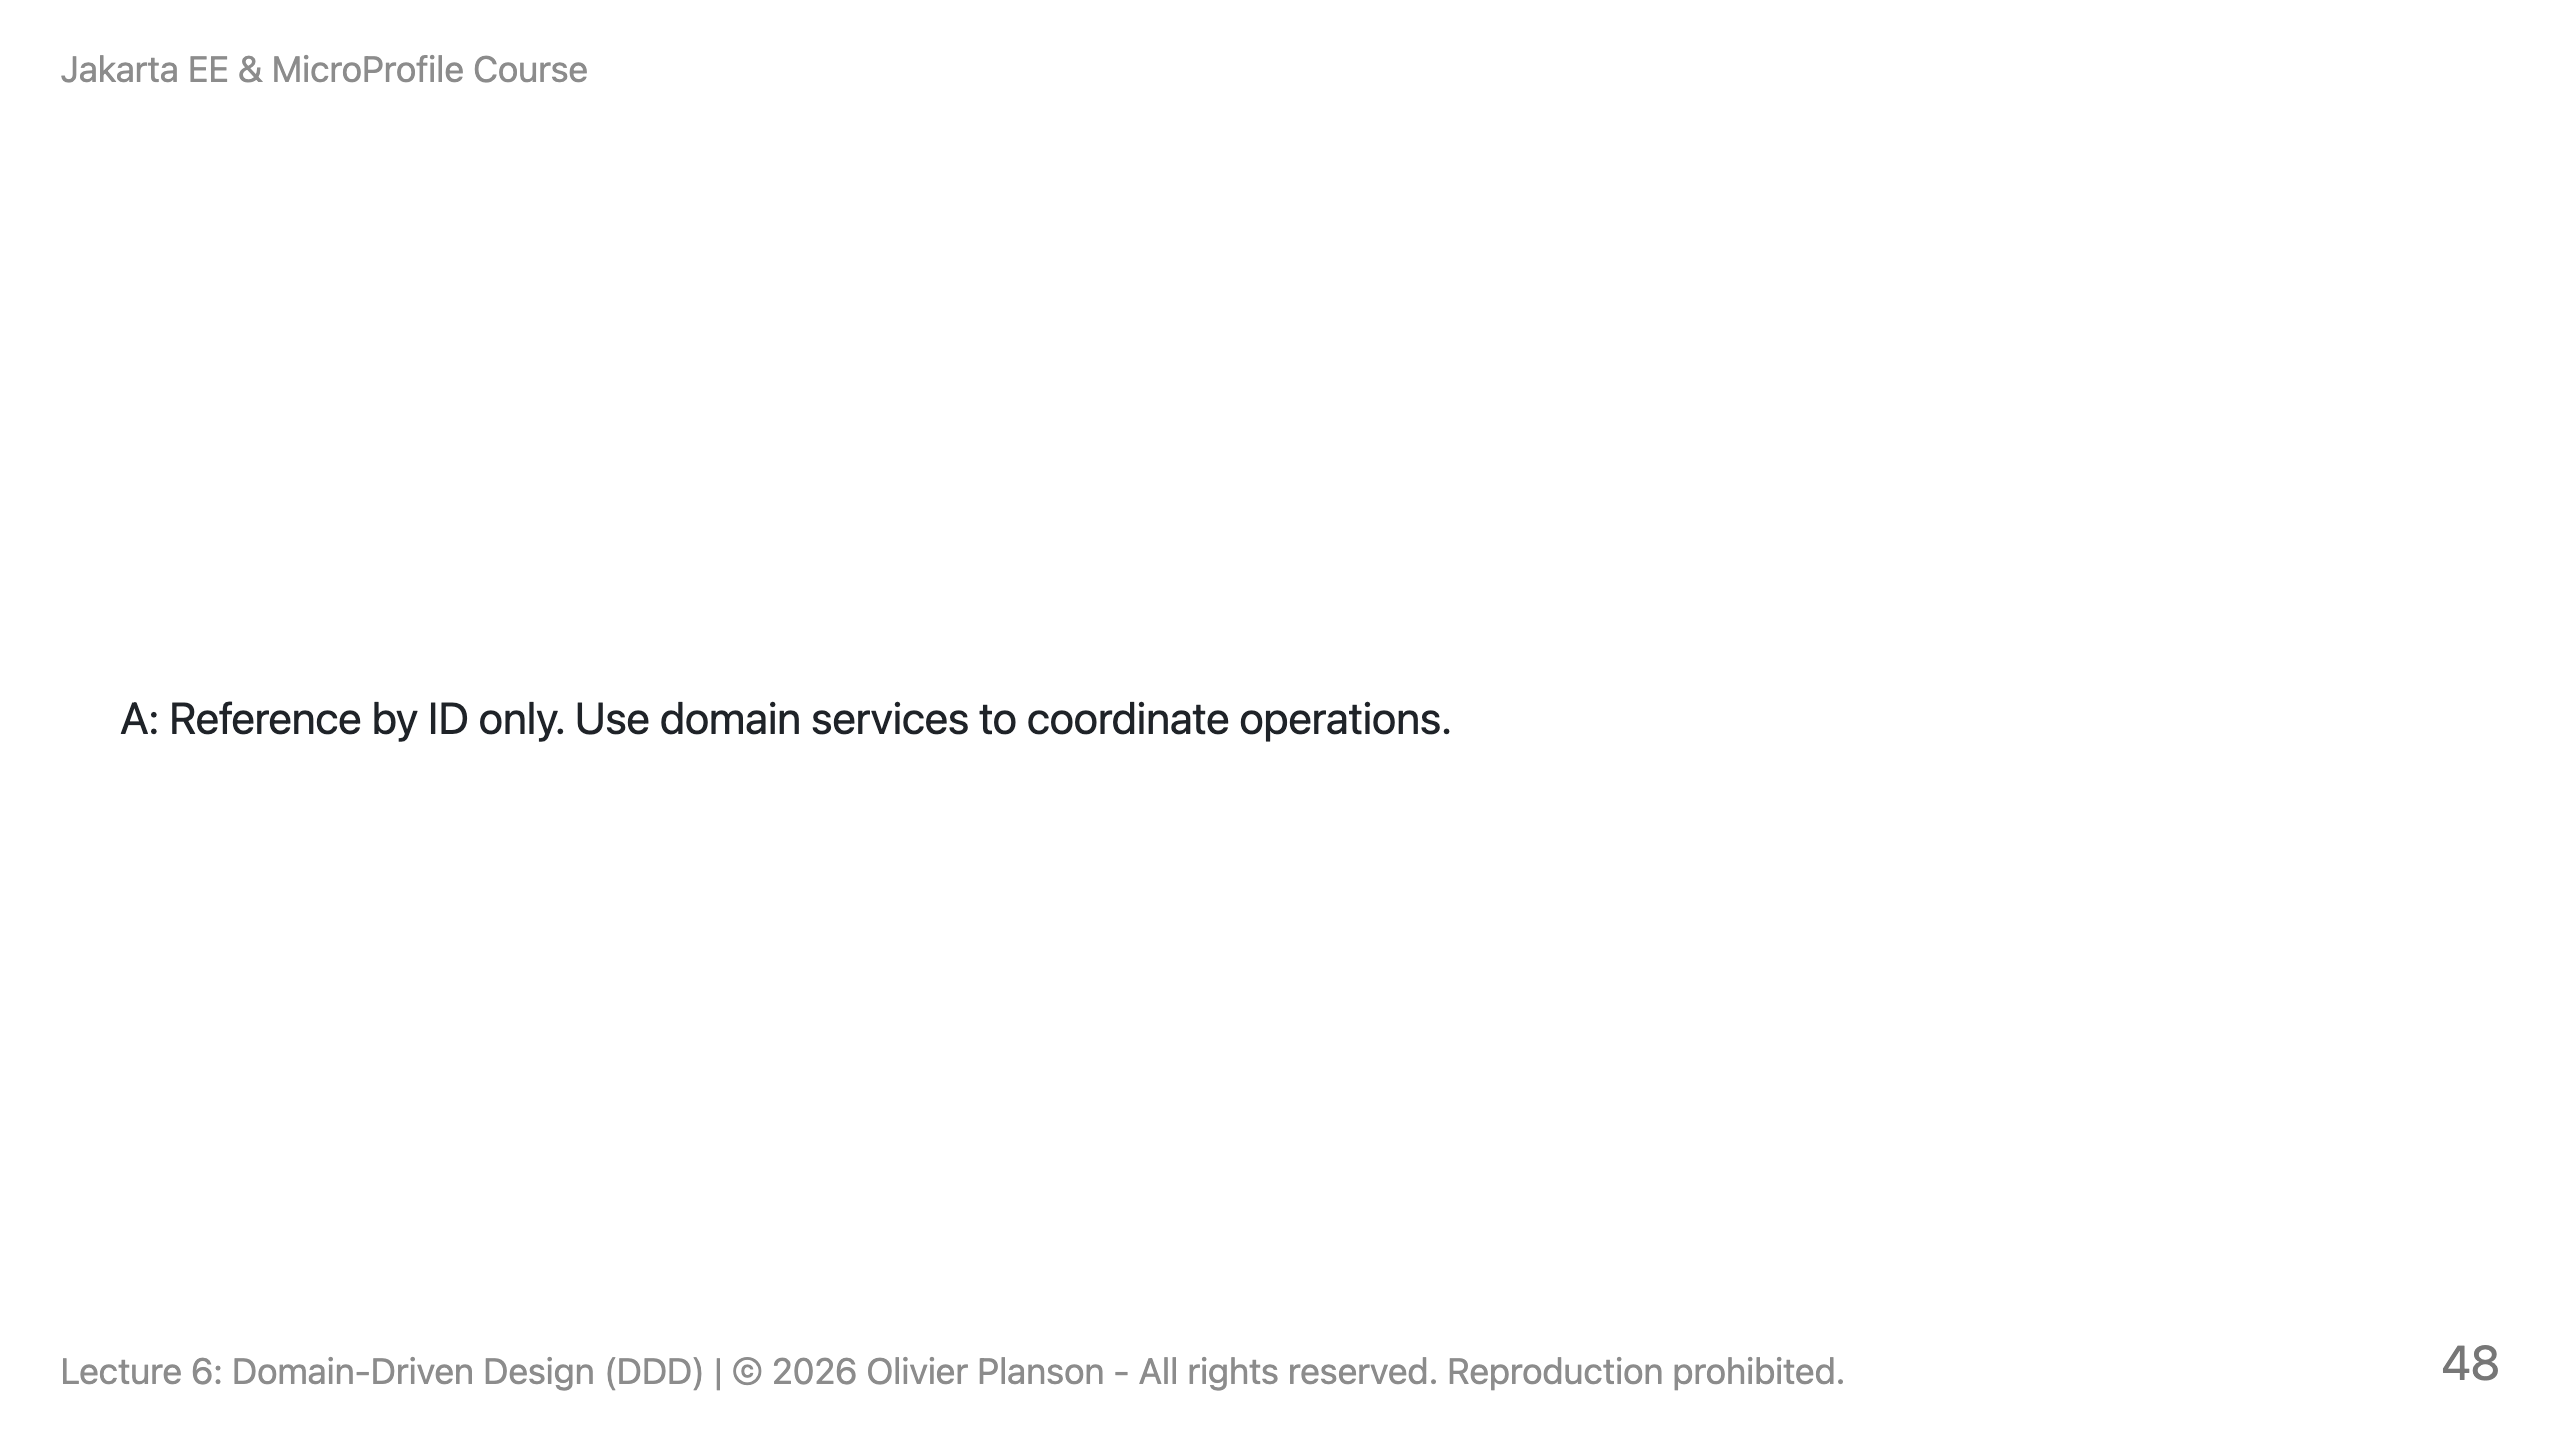 Jakarta EE & MicroProfile Course
A: Reference by ID only. Use domain services to coordinate operations.
Lecture 6: Domain-Driven Design (DDD) | © 2026 Olivier Planson - All rights reserved. Reproduction prohibited.
48